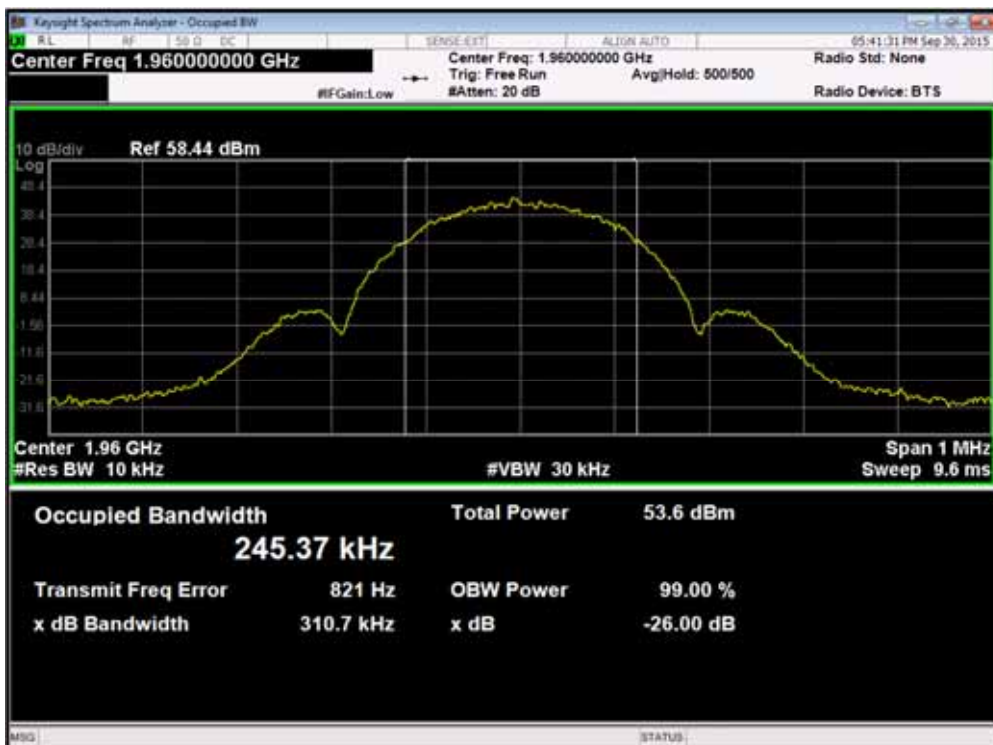 Keysight Spectrum Analyzer - Occupied BW
RL RF 50 Ω DC SENSE:EXT ALIGN AUTO 05:41:31 PM Sep 30, 2015
Center Freq 1.960000000 GHz
Center Freq: 1.960000000 GHz
Radio Std: None
Trig: Free Run Avg|Hold: 500/500
#IFGain:Low
#Atten: 20 dB
Radio Device: BTS
10 dB/div Ref 58.44 dBm
Log
48.4
38.4
28.4
18.4
8.44
-1.56
-11.6
-21.6
-31.6
Center 1.96 GHz Span 1 MHz
#Res BW 10 kHz #VBW 30 kHz Sweep 9.6 ms
Occupied Bandwidth Total Power 53.6 dBm
245.37 kHz
Transmit Freq Error 821 Hz OBW Power 99.00 %
x dB Bandwidth 310.7 kHz x dB -26.00 dB
MSG STATUS